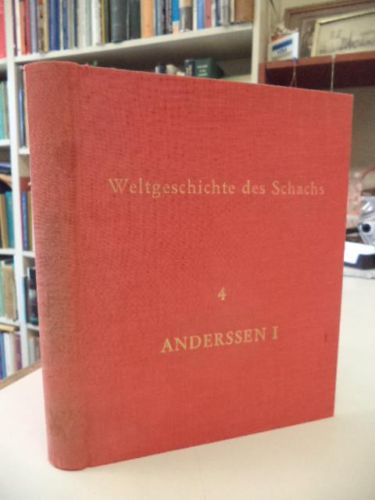 Weltgeschichte des Schachs
4
ANDERSSEN I